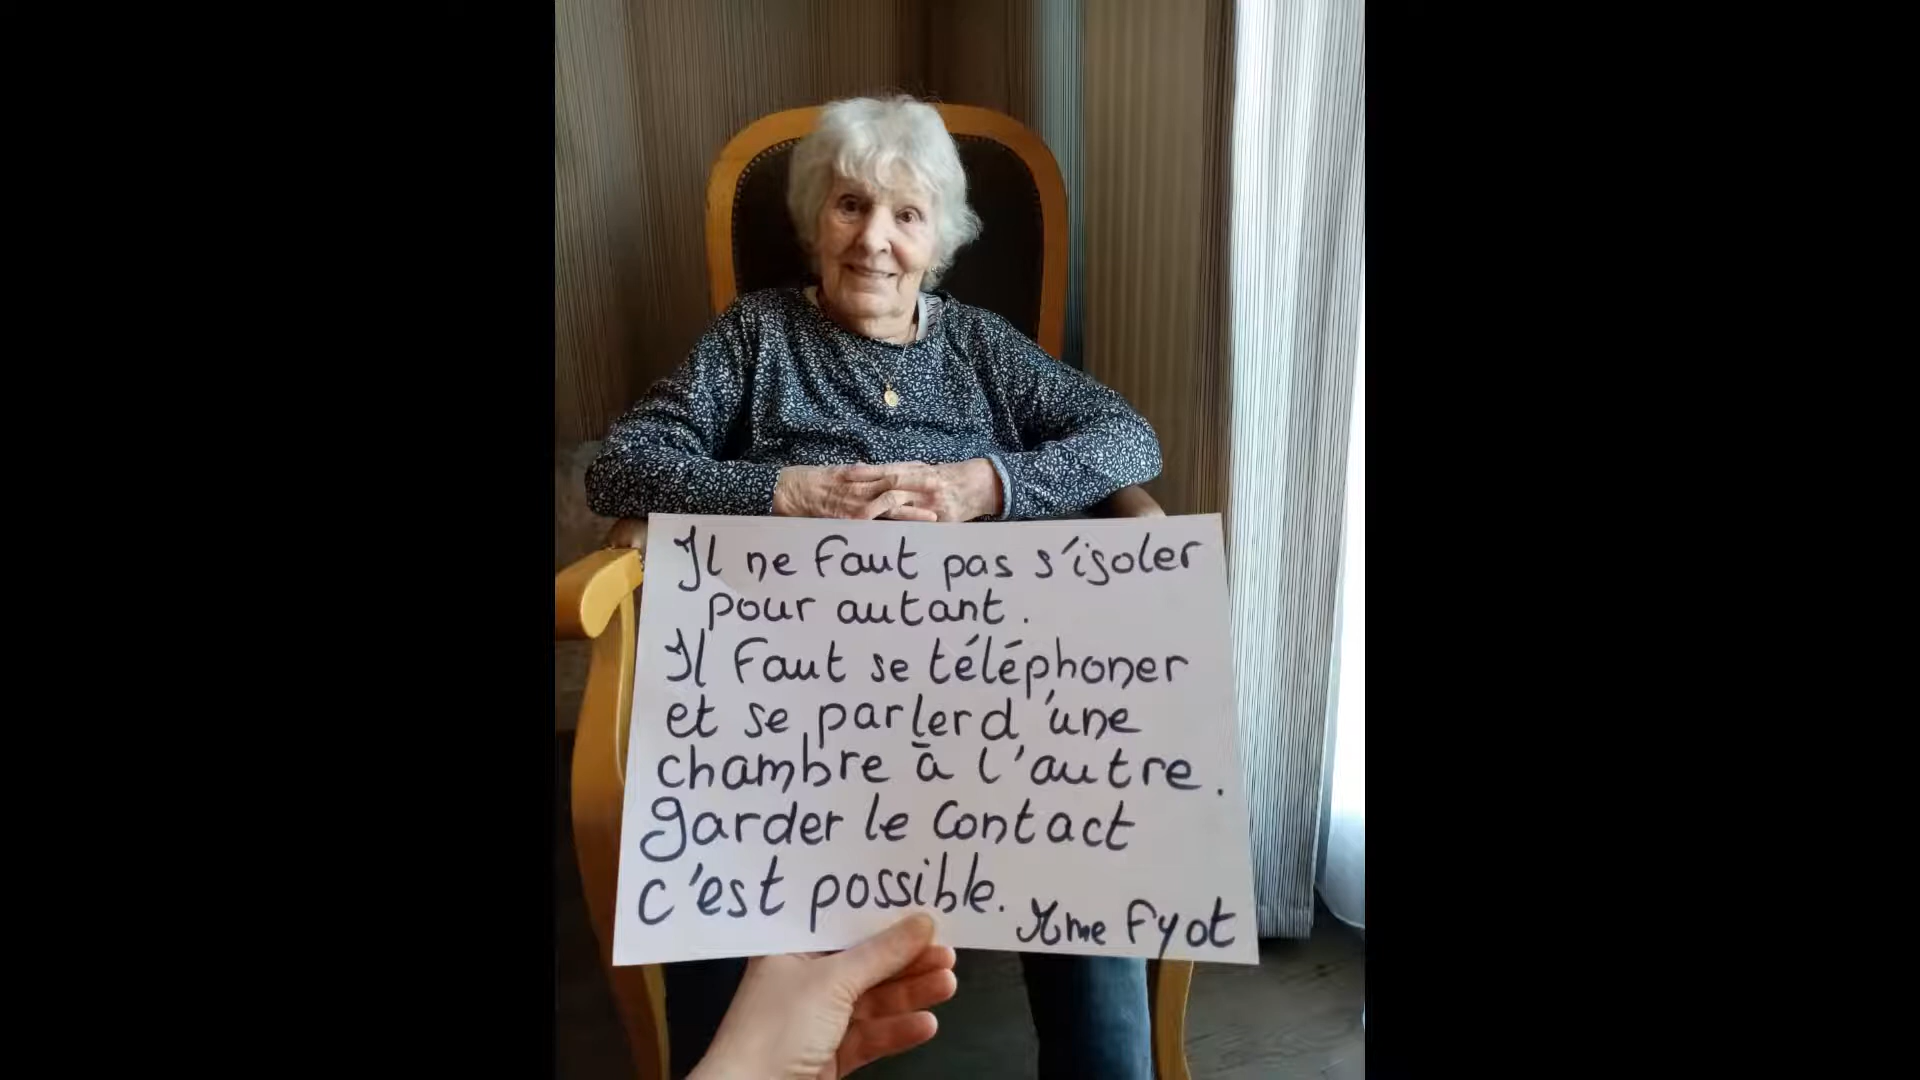 Il ne faut pas s'isoler
pour autant.
Il faut se téléphoner
et se parler d'une
chambre à l'autre.
Garder le contact
c'est possible.
Mme Fyot